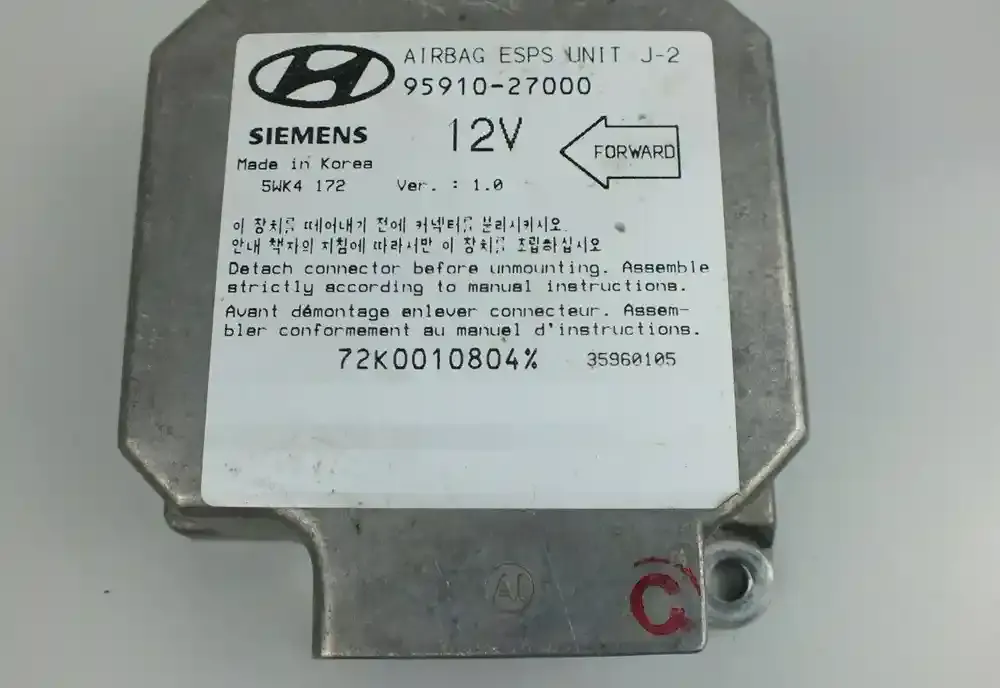 AIRBAG ESPS UNIT J-2
95910-27000
SIEMENS
12V
FORWARD
Made in Korea
5WK4 172
Ver. : 1.0
이 장치를 떼어내기 전에 커넥터를 분리시키시오
안내 책자의 지침에 따라서만 이 장치를 조립하십시오
Detach connector before unmounting. Assemble
strictly according to manual instructions.
Avant démontage enlever connecteur. Assem-
bler conformement au manuel d'instructions.
72K0010804% 35960105
AI
C